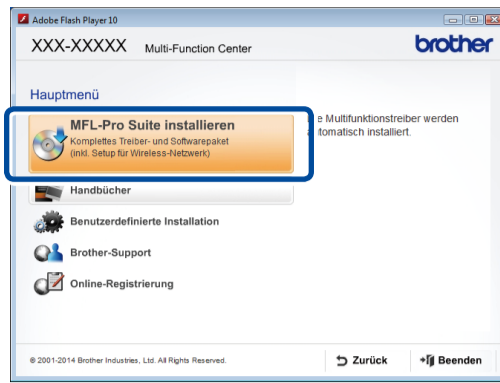 Adobe Flash Player 10
XXX-XXXXX Multi-Function Center
brother
Hauptmenü
MFL-Pro Suite installieren
Komplettes Treiber- und Softwarepaket
(inkl. Setup für Wireless-Netzwerk)
e Multifunktionstreiber werden
tomatisch installiert.
Handbücher
Benutzerdefinierte Installation
Brother-Support
Online-Registrierung
© 2001-2014 Brother Industries, Ltd. All Rights Reserved.
Zurück
Beenden